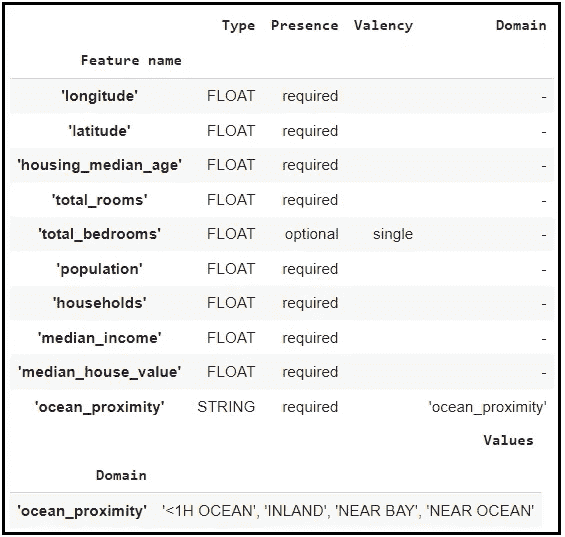 Type Presence Valency Domain
Feature name
'longitude' FLOAT required -
'latitude' FLOAT required -
'housing_median_age' FLOAT required -
'total_rooms' FLOAT required -
'total_bedrooms' FLOAT optional single -
'population' FLOAT required -
'households' FLOAT required -
'median_income' FLOAT required -
'median_house_value' FLOAT required -
'ocean_proximity' STRING required 'ocean_proximity'
Values
Domain
'ocean_proximity' '<1H OCEAN', 'INLAND', 'NEAR BAY', 'NEAR OCEAN'